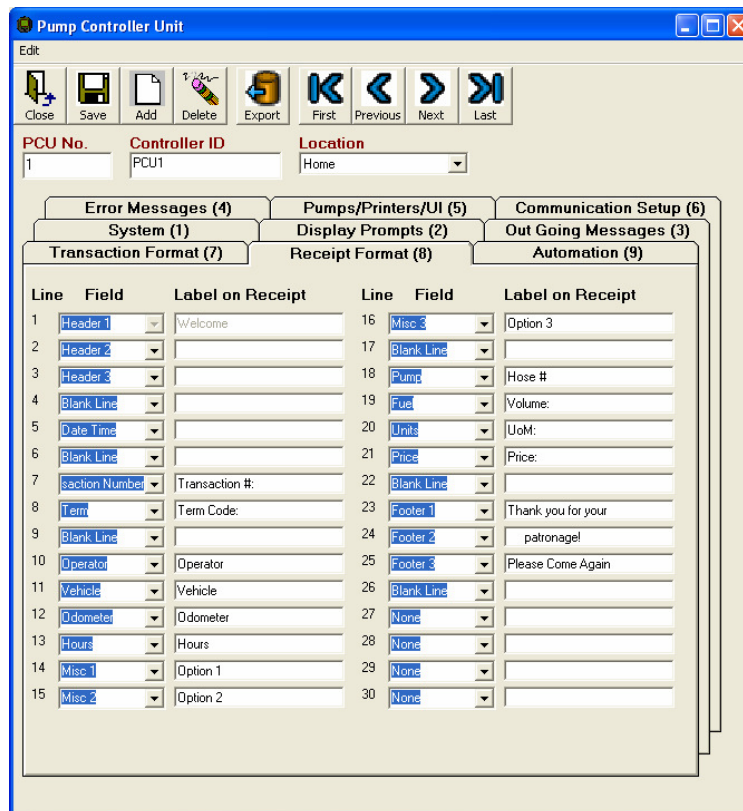 Pump Controller Unit
Edit
Close Save Add Delete Export First Previous Next Last
PCU No. Controller ID Location
1 PCU1 Home
Error Messages (4) Pumps/Printers/UI (5) Communication Setup (6)
System (1) Display Prompts (2) Out Going Messages (3)
Transaction Format (7) Receipt Format (8) Automation (9)
Line Field Label on Receipt Line Field Label on Receipt
1 Header 1 Welcome 16 Misc 3 Option 3
2 Header 2 17 Blank Line
3 Header 3 18 Pump Hose #
4 Blank Line 19 Fuel Volume:
5 Date Time 20 Units UoM:
6 Blank Line 21 Price Price:
7 saction Number Transaction #: 22 Blank Line
8 Term Term Code: 23 Footer 1 Thank you for your
9 Blank Line 24 Footer 2 patronage!
10 Operator Operator 25 Footer 3 Please Come Again
11 Vehicle Vehicle 26 Blank Line
12 Odometer Odometer 27 None
13 Hours Hours 28 None
14 Misc 1 Option 1 29 None
15 Misc 2 Option 2 30 None